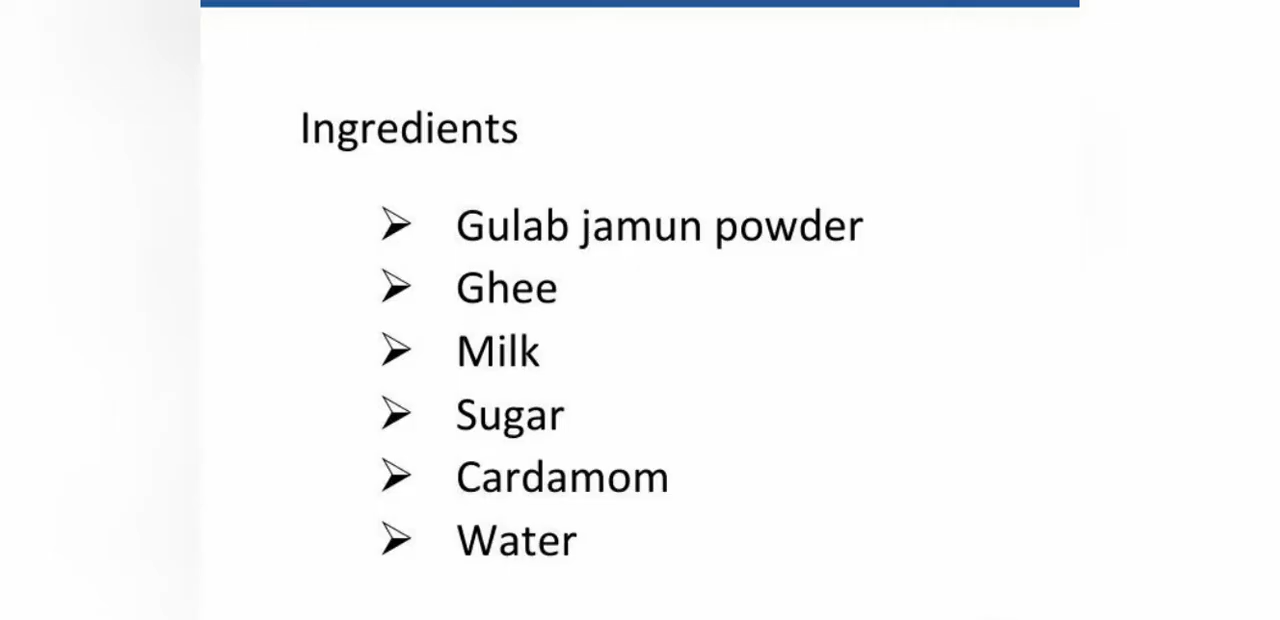 Ingredients
➢ Gulab jamun powder
➢ Ghee
➢ Milk
➢ Sugar
➢ Cardamom
➢ Water